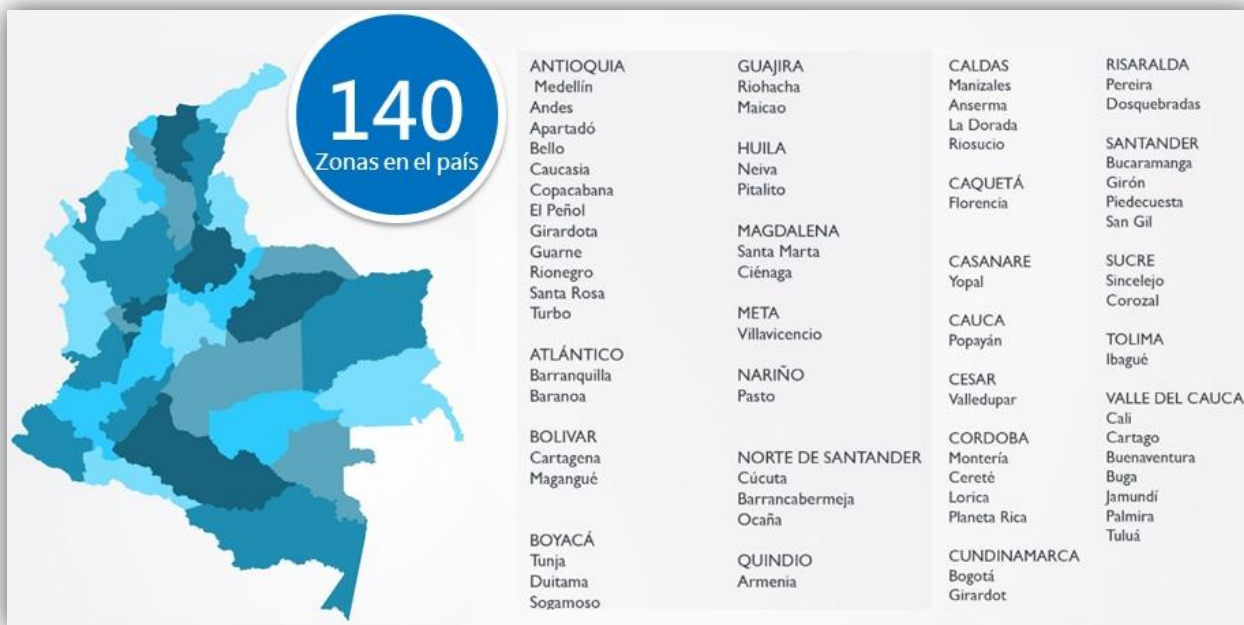 140
Zonas en el país
ANTIOQUIA
Medellín
Andes
Apartadó
Bello
Caucasia
Copacabana
El Peñol
Girardota
Guarne
Rionegro
Santa Rosa
Turbo
ATLÁNTICO
Barranquilla
Baranoa
BOLIVAR
Cartagena
Magangué
BOYACÁ
Tunja
Duitama
Sogamoso
GUAJIRA
Riohacha
Maicao
HUILA
Neiva
Pitalito
MAGDALENA
Santa Marta
Ciénaga
META
Villavicencio
NARIÑO
Pasto
NORTE DE SANTANDER
Cúcuta
Barrancabermeja
Ocaña
QUINDIO
Armenia
CALDAS
Manizales
Anserma
La Dorada
Riosucio
CAQUETÁ
Florencia
CASANARE
Yopal
CAUCA
Popayán
CESAR
Valledupar
CORDOBA
Montería
Cereté
Lorica
Planeta Rica
CUNDINAMARCA
Bogotá
Girardot
RISARALDA
Pereira
Dosquebradas
SANTANDER
Bucaramanga
Girón
Piedecuesta
San Gil
SUCRE
Sincelejo
Corozal
TOLIMA
Ibagué
VALLE DEL CAUCA
Cali
Cartago
Buenaventura
Buga
Jamundí
Palmira
Tuluá